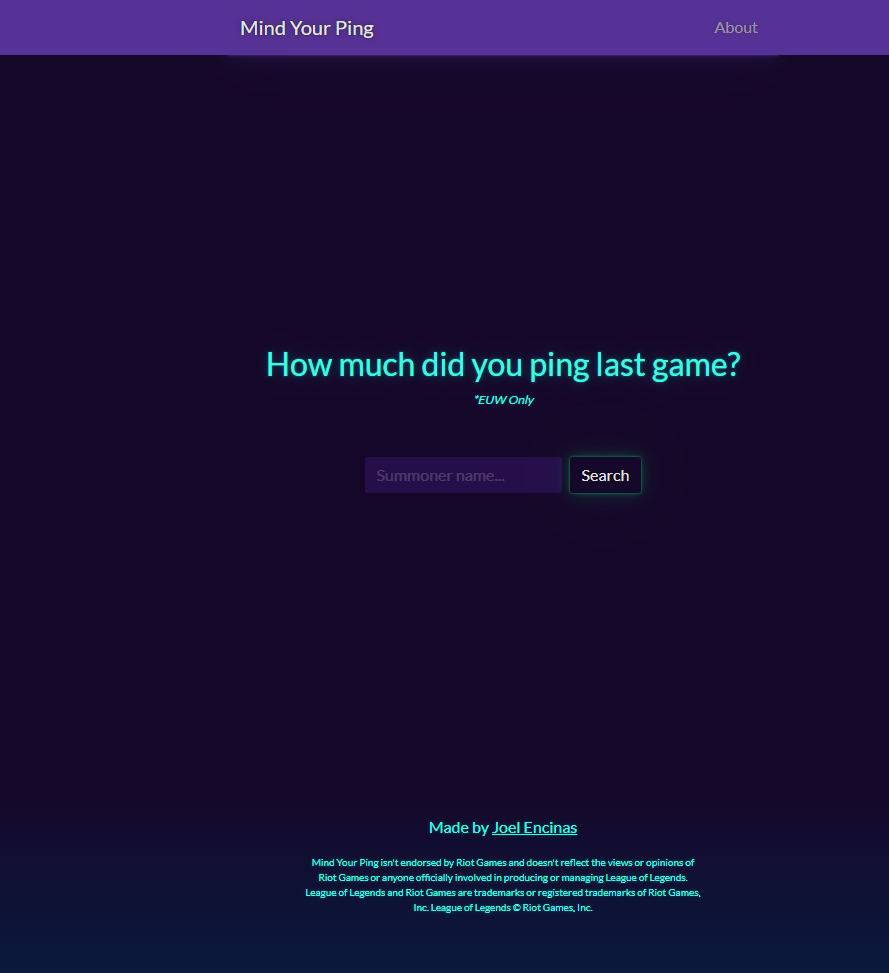 Mind Your Ping
About
How much did you ping last game?
*EUW Only
Summoner name...
Search
Made by Joel Encinas
Mind Your Ping isn't endorsed by Riot Games and doesn't reflect the views or opinions of
Riot Games or anyone officially involved in producing or managing League of Legends.
League of Legends and Riot Games are trademarks or registered trademarks of Riot Games,
Inc. League of Legends © Riot Games, Inc.